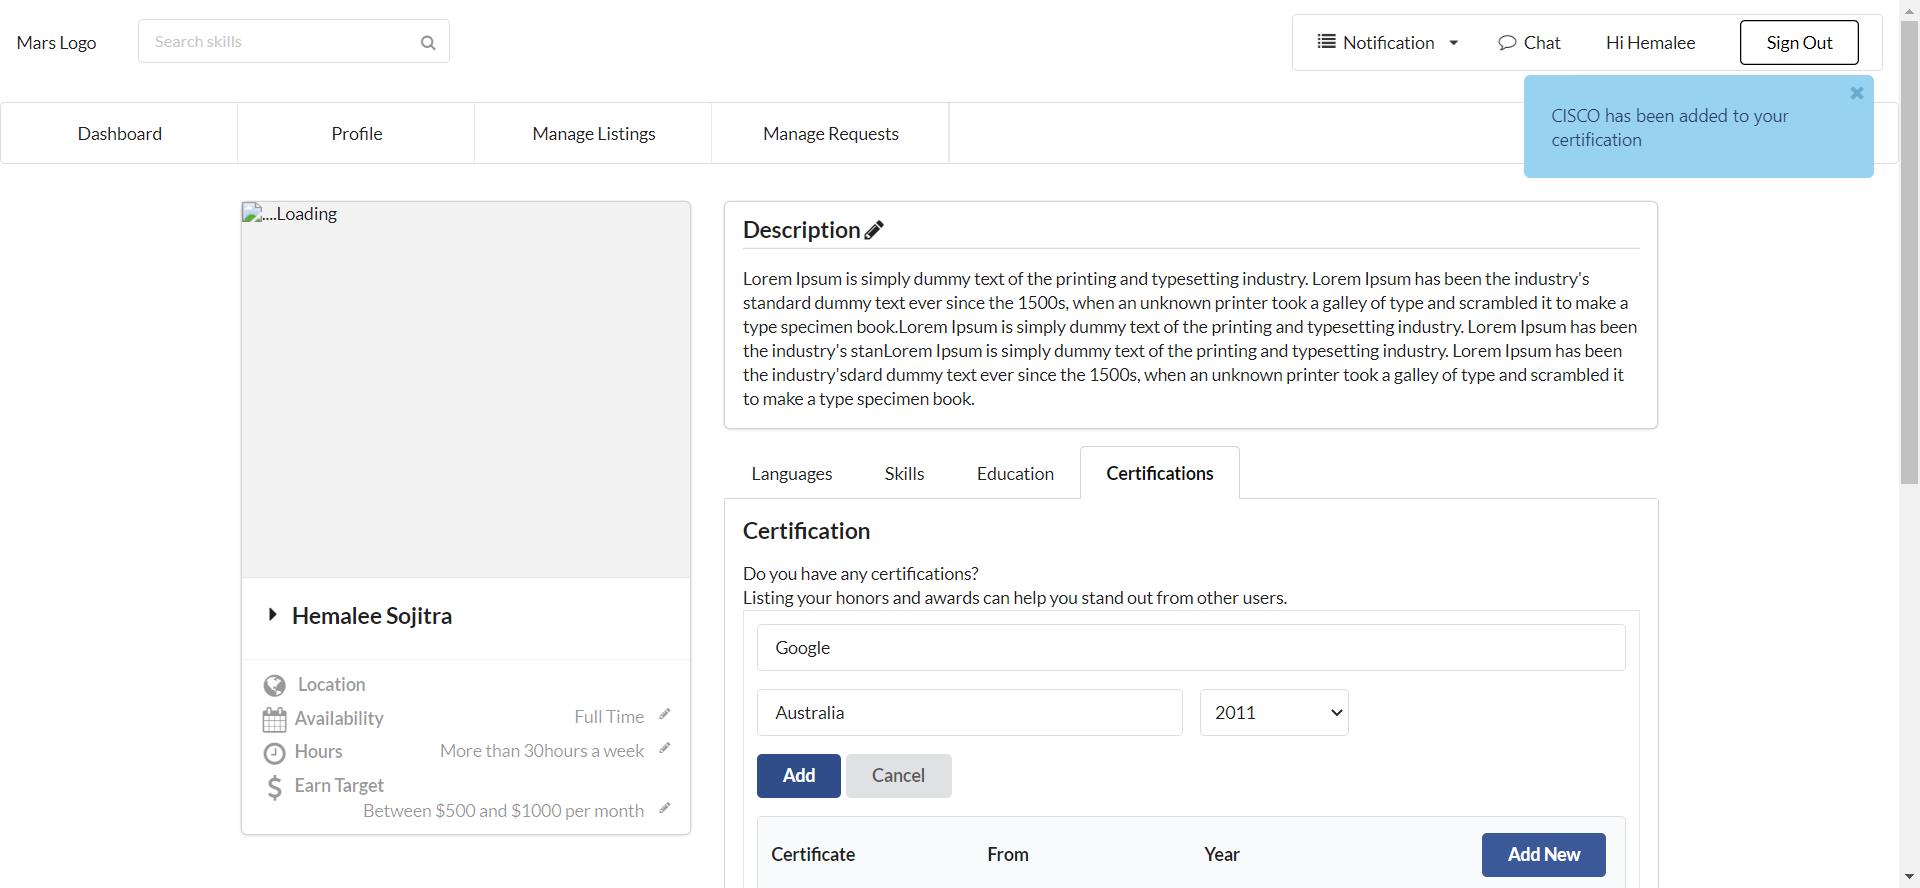 Mars Logo
Search skills
Notification
Chat
Hi Hemalee
Sign Out
Dashboard
Profile
Manage Listings
Manage Requests
CISCO has been added to your
certification
....Loading
Hemalee Sojitra
Location
Availability
Full Time
Hours
More than 30hours a week
Earn Target
Between $500 and $1000 per month
Description
Lorem Ipsum is simply dummy text of the printing and typesetting industry. Lorem Ipsum has been the industry's
standard dummy text ever since the 1500s, when an unknown printer took a galley of type and scrambled it to make a
type specimen book.Lorem Ipsum is simply dummy text of the printing and typesetting industry. Lorem Ipsum has been
the industry's stanLorem Ipsum is simply dummy text of the printing and typesetting industry. Lorem Ipsum has been
the industry'sdard dummy text ever since the 1500s, when an unknown printer took a galley of type and scrambled it
to make a type specimen book.
Languages
Skills
Education
Certifications
Certification
Do you have any certifications?
Listing your honors and awards can help you stand out from other users.
Google
Australia
2011
Add
Cancel
Certificate
From
Year
Add New